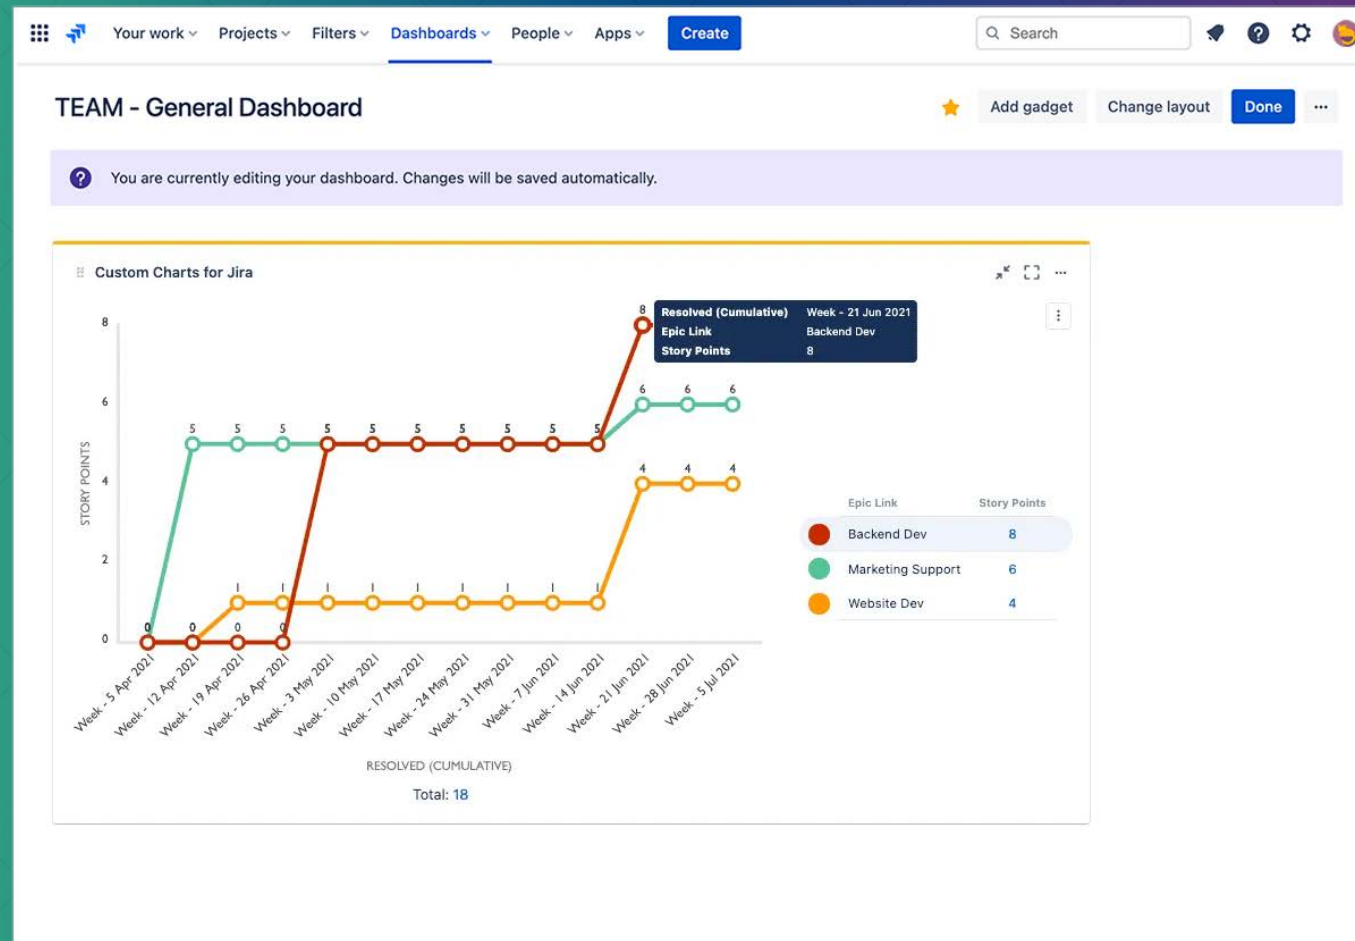 Your work Projects Filters Dashboards People Apps Create Search
TEAM - General Dashboard
Add gadget Change layout Done
You are currently editing your dashboard. Changes will be saved automatically.
Custom Charts for Jira
Resolved (Cumulative) Week - 21 Jun 2021
Epic Link Backend Dev
Story Points 8
STORY POINTS
8
6
4
2
0
8
6 6 6
5 5 5 5 5 5 5 5 5 5
4 4 4
1 1 1 1 1 1 1 1 1
0 0 0 0
Week - 5 Apr 2021
Week - 12 Apr 2021
Week - 19 Apr 2021
Week - 26 Apr 2021
Week - 3 May 2021
Week - 10 May 2021
Week - 17 May 2021
Week - 24 May 2021
Week - 31 May 2021
Week - 7 Jun 2021
Week - 14 Jun 2021
Week - 21 Jun 2021
Week - 28 Jun 2021
Week - 5 Jul 2021
RESOLVED (CUMULATIVE)
Total: 18
Epic Link Story Points
Backend Dev 8
Marketing Support 6
Website Dev 4